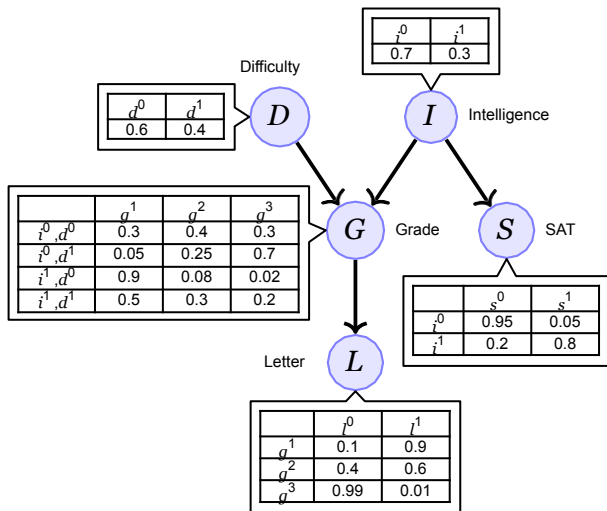 i⁰ i¹
0.7 0.3
Difficulty
d⁰ d¹
0.6 0.4
D
I
Intelligence
g¹ g² g³
i⁰,d⁰ 0.3 0.4 0.3
i⁰,d¹ 0.05 0.25 0.7
i¹,d⁰ 0.9 0.08 0.02
i¹,d¹ 0.5 0.3 0.2
G
Grade
S
SAT
s⁰ s¹
i⁰ 0.95 0.05
i¹ 0.2 0.8
Letter
L
l⁰ l¹
g¹ 0.1 0.9
g² 0.4 0.6
g³ 0.99 0.01